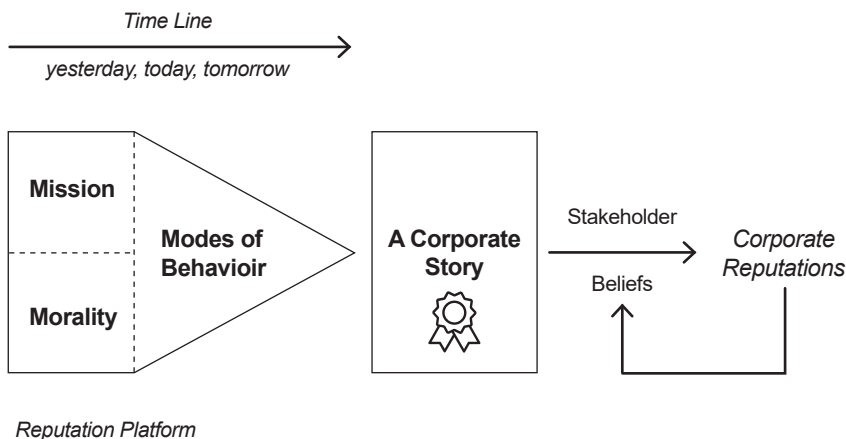 Time Line
yesterday, today, tomorrow
Mission
Morality
Modes of
Behavioir
A Corporate
Story
Stakeholder
Beliefs
Corporate
Reputations
Reputation Platform